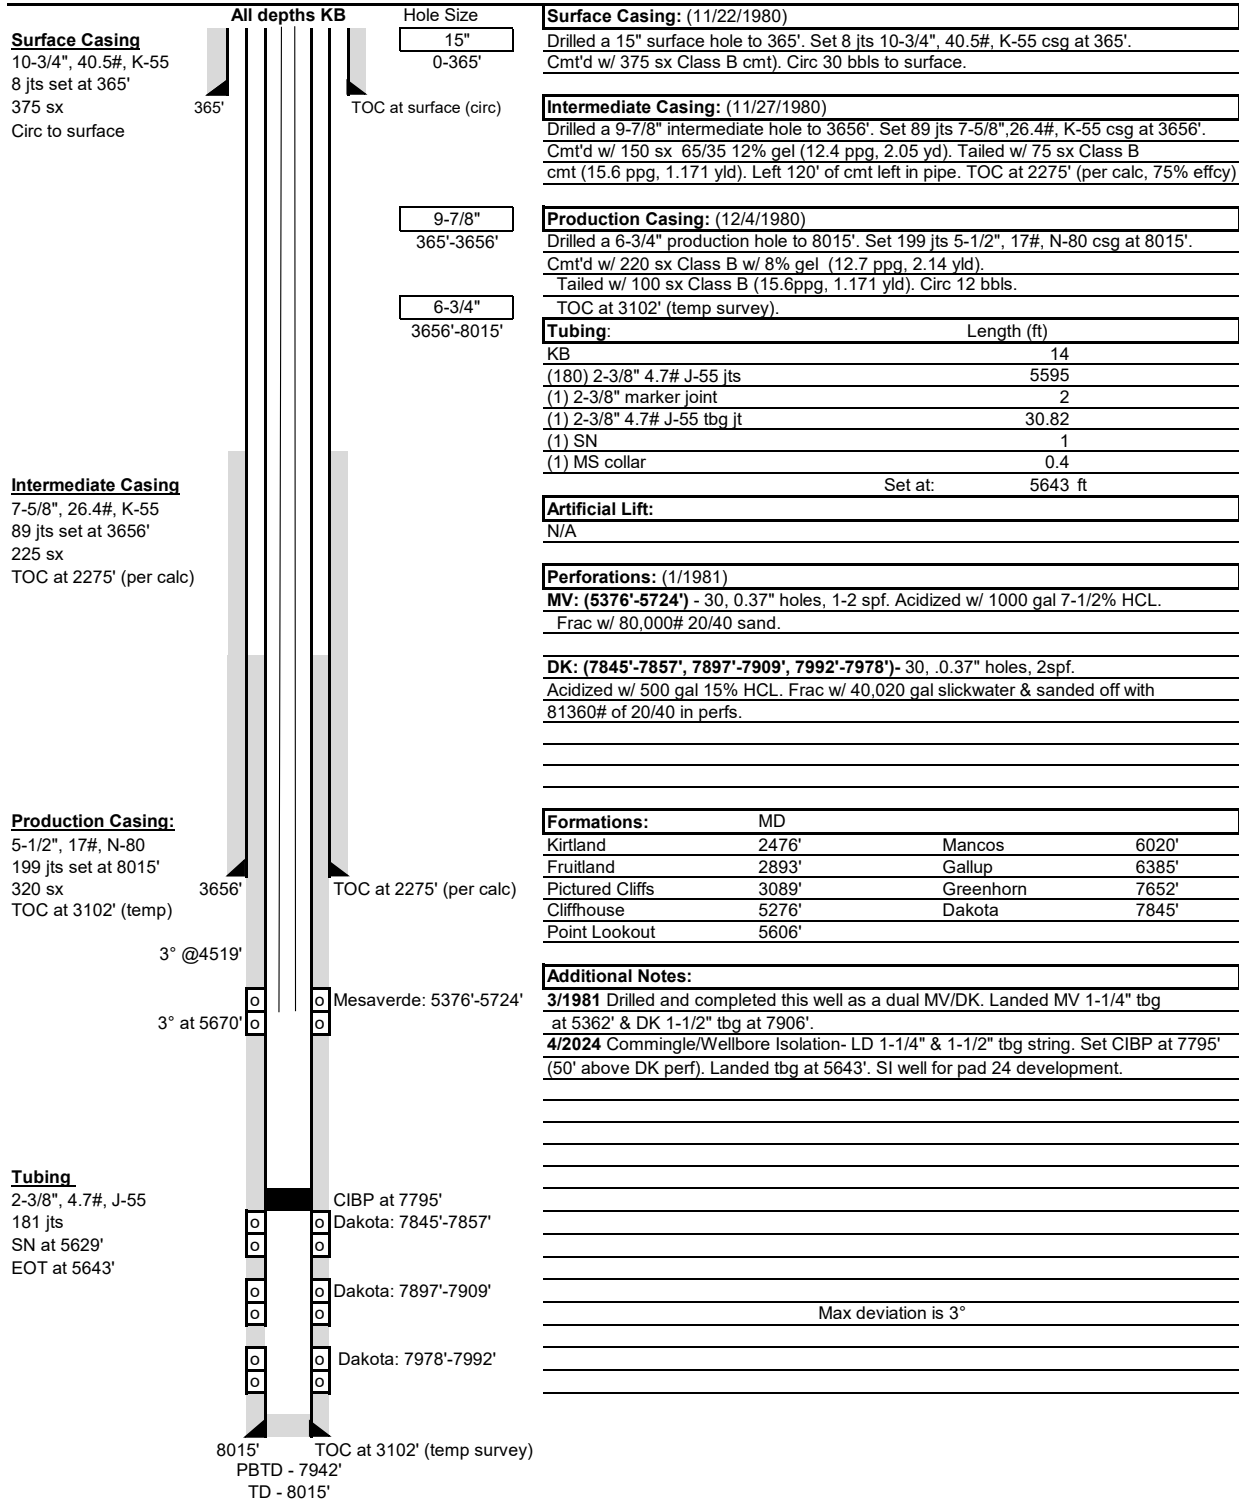 All depths KB
Hole Size
Surface Casing
10-3/4", 40.5#, K-55
8 jts set at 365'
375 sx
Circ to surface
365'
TOC at surface (circ)
15"
0-365'
9-7/8"
365'-3656'
6-3/4"
3656'-8015'
Intermediate Casing
7-5/8", 26.4#, K-55
89 jts set at 3656'
225 sx
TOC at 2275' (per calc)
Production Casing:
5-1/2", 17#, N-80
199 jts set at 8015'
320 sx
TOC at 3102' (temp)
3656'
TOC at 2275' (per calc)
3° @4519'
o o Mesaverde: 5376'-5724'
3° at 5670' o o
Tubing
2-3/8", 4.7#, J-55
181 jts
SN at 5629'
EOT at 5643'
CIBP at 7795'
o o Dakota: 7845'-7857'
o o
o o Dakota: 7897'-7909'
o o
o o Dakota: 7978'-7992'
o o
8015'
TOC at 3102' (temp survey)
PBTD - 7942'
TD - 8015'
Surface Casing: (11/22/1980)
Drilled a 15" surface hole to 365'. Set 8 jts 10-3/4", 40.5#, K-55 csg at 365'.
Cmt'd w/ 375 sx Class B cmt). Circ 30 bbls to surface.
Intermediate Casing: (11/27/1980)
Drilled a 9-7/8" intermediate hole to 3656'. Set 89 jts 7-5/8",26.4#, K-55 csg at 3656'.
Cmt'd w/ 150 sx 65/35 12% gel (12.4 ppg, 2.05 yd). Tailed w/ 75 sx Class B
cmt (15.6 ppg, 1.171 yld). Left 120' of cmt left in pipe. TOC at 2275' (per calc, 75% effcy)
Production Casing: (12/4/1980)
Drilled a 6-3/4" production hole to 8015'. Set 199 jts 5-1/2", 17#, N-80 csg at 8015'.
Cmt'd w/ 220 sx Class B w/ 8% gel (12.7 ppg, 2.14 yld).
Tailed w/ 100 sx Class B (15.6ppg, 1.171 yld). Circ 12 bbls.
TOC at 3102' (temp survey).
Tubing: Length (ft)
KB 14
(180) 2-3/8" 4.7# J-55 jts 5595
(1) 2-3/8" marker joint 2
(1) 2-3/8" 4.7# J-55 tbg jt 30.82
(1) SN 1
(1) MS collar 0.4
Set at: 5643 ft
Artificial Lift:
N/A
Perforations: (1/1981)
MV: (5376'-5724') - 30, 0.37" holes, 1-2 spf. Acidized w/ 1000 gal 7-1/2% HCL.
Frac w/ 80,000# 20/40 sand.
DK: (7845'-7857', 7897'-7909', 7992'-7978')- 30, .0.37" holes, 2spf.
Acidized w/ 500 gal 15% HCL. Frac w/ 40,020 gal slickwater & sanded off with
81360# of 20/40 in perfs.
Formations: MD
Kirtland 2476' Mancos 6020'
Fruitland 2893' Gallup 6385'
Pictured Cliffs 3089' Greenhorn 7652'
Cliffhouse 5276' Dakota 7845'
Point Lookout 5606'
Additional Notes:
3/1981 Drilled and completed this well as a dual MV/DK. Landed MV 1-1/4" tbg
at 5362' & DK 1-1/2" tbg at 7906'.
4/2024 Commingle/Wellbore Isolation- LD 1-1/4" & 1-1/2" tbg string. Set CIBP at 7795'
(50' above DK perf). Landed tbg at 5643'. SI well for pad 24 development.
Max deviation is 3°